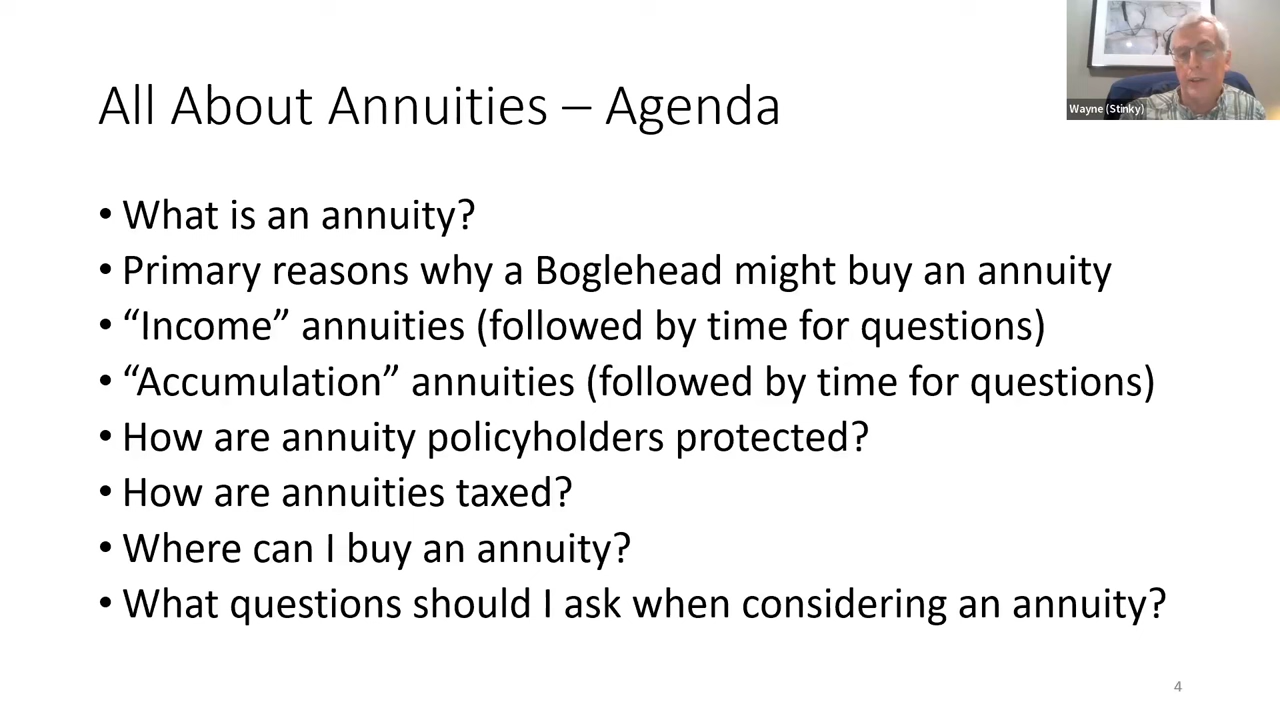 All About Annuities – Agenda
Wayne (Stinky)
• What is an annuity?
• Primary reasons why a Boglehead might buy an annuity
• “Income” annuities (followed by time for questions)
• “Accumulation” annuities (followed by time for questions)
• How are annuity policyholders protected?
• How are annuities taxed?
• Where can I buy an annuity?
• What questions should I ask when considering an annuity?
4